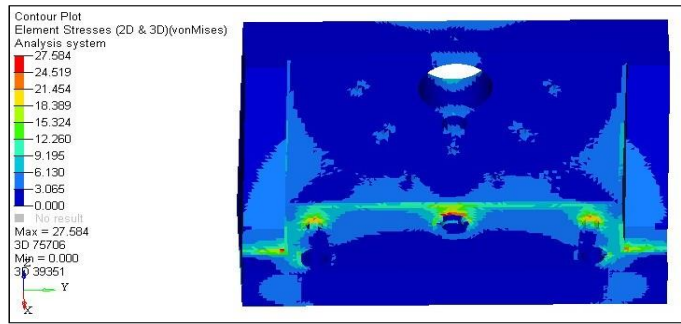 Contour Plot
Element Stresses (2D & 3D)(vonMises)
Analysis system
27.584
24.519
21.454
18.389
15.324
12.260
9.195
6.130
3.065
0.000
No result
Max = 27.584
3D 75706
Min = 0.000
3D 39351
Z
Y
X